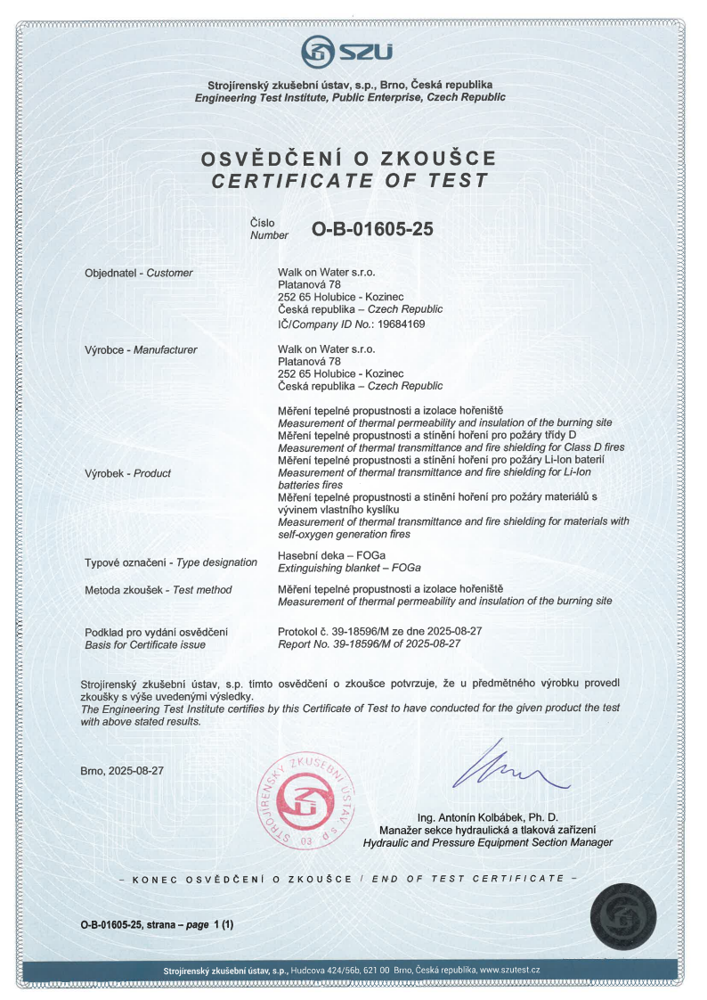 SZÚ
Strojírenský zkušební ústav, s.p., Brno, Česká republika
Engineering Test Institute, Public Enterprise, Czech Republic
OSVĚDČENÍ O ZKOUŠCE
CERTIFICATE OF TEST
Číslo
Number
O-B-01605-25
Objednatel - Customer
Walk on Water s.r.o.
Platanová 78
252 65 Holubice - Kozinec
Česká republika – Czech Republic
IČ/Company ID No.: 19684169
Výrobce - Manufacturer
Walk on Water s.r.o.
Platanová 78
252 65 Holubice - Kozinec
Česká republika – Czech Republic
Výrobek - Product
Měření tepelné propustnosti a izolace hořeniště
Measurement of thermal permeability and insulation of the burning site
Měření tepelné propustnosti a stínění hoření pro požáry třídy D
Measurement of thermal transmittance and fire shielding for Class D fires
Měření tepelné propustnosti a stínění hoření pro požáry Li-Ion baterií
Measurement of thermal transmittance and fire shielding for Li-Ion
batteries fires
Měření tepelné propustnosti a stínění hoření pro požáry materiálů s
vývinem vlastního kyslíku
Measurement of thermal transmittance and fire shielding for materials with
self-oxygen generation fires
Typové označení - Type designation
Hasební deka – FOGa
Extinguishing blanket – FOGa
Metoda zkoušek - Test method
Měření tepelné propustnosti a izolace hořeniště
Measurement of thermal permeability and insulation of the burning site
Podklad pro vydání osvědčení
Basis for Certificate issue
Protokol č. 39-18596/M ze dne 2025-08-27
Report No. 39-18596/M of 2025-08-27
Strojírenský zkušební ústav, s.p. tímto osvědčení o zkoušce potvrzuje, že u předmětného výrobku provedl
zkoušky s výše uvedenými výsledky.
The Engineering Test Institute certifies by this Certificate of Test to have conducted for the given product the test
with above stated results.
Brno, 2025-08-27
STROJÍRENSKÝ ZKUŠEBNÍ ÚSTAV s.p.
03
Ing. Antonín Kolbábek, Ph. D.
Manažer sekce hydraulická a tlaková zařízení
Hydraulic and Pressure Equipment Section Manager
– KONEC OSVĚDČENÍ O ZKOUŠCE / END OF TEST CERTIFICATE –
O-B-01605-25, strana – page 1 (1)
Strojírenský zkušební ústav, s.p., Hudcova 424/56b, 621 00 Brno, Česká republika, www.szutest.cz